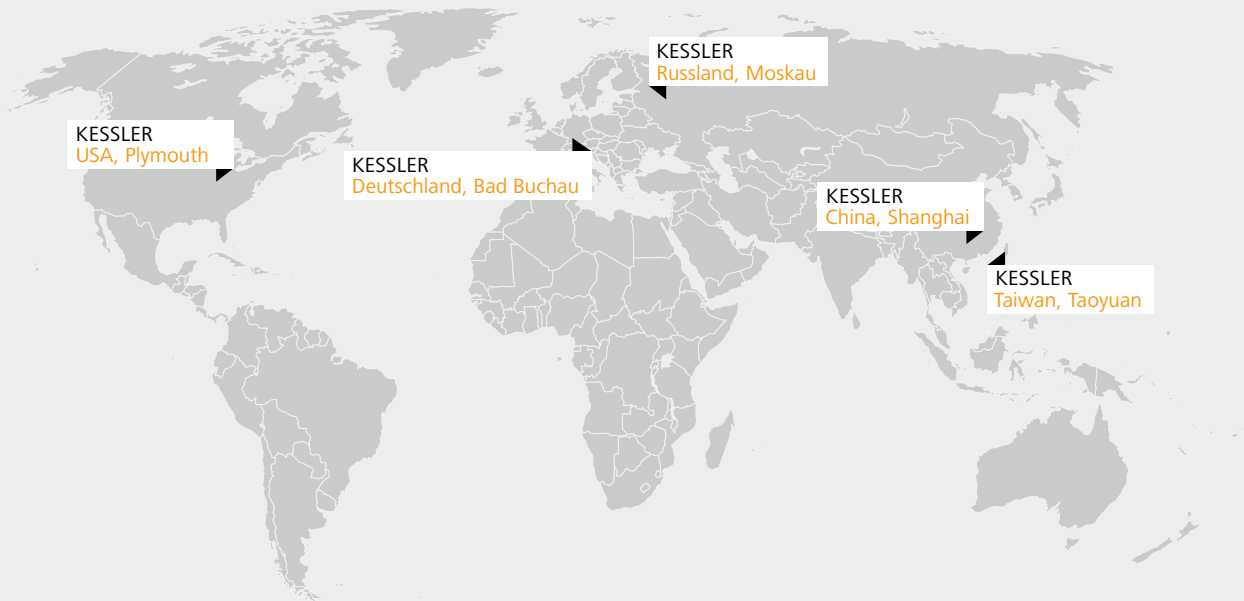 KESSLER
Russland, Moskau
KESSLER
USA, Plymouth
KESSLER
Deutschland, Bad Buchau
KESSLER
China, Shanghai
KESSLER
Taiwan, Taoyuan